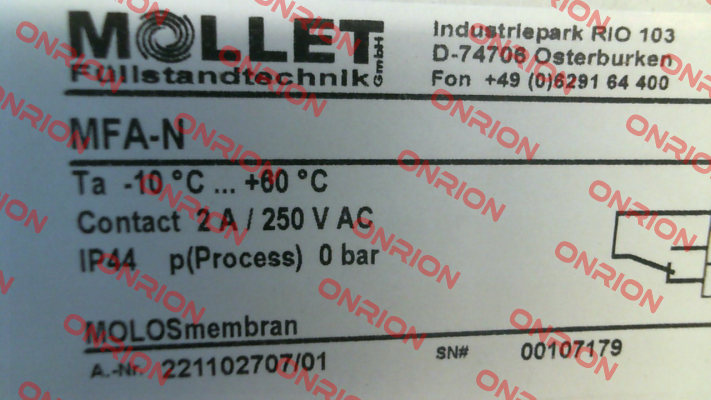 MOLLET
Füllstandtechnik GmbH
Industriepark RIO 103
D-74706 Osterburken
Fon +49 (0)6291 64 400
MFA-N
Ta -10 °C ... +60 °C
Contact 2 A / 250 V AC
IP44 p(Process) 0 bar
MOLOSmembran
A.-Nr. 221102707/01
SN# 00107179
ONRION